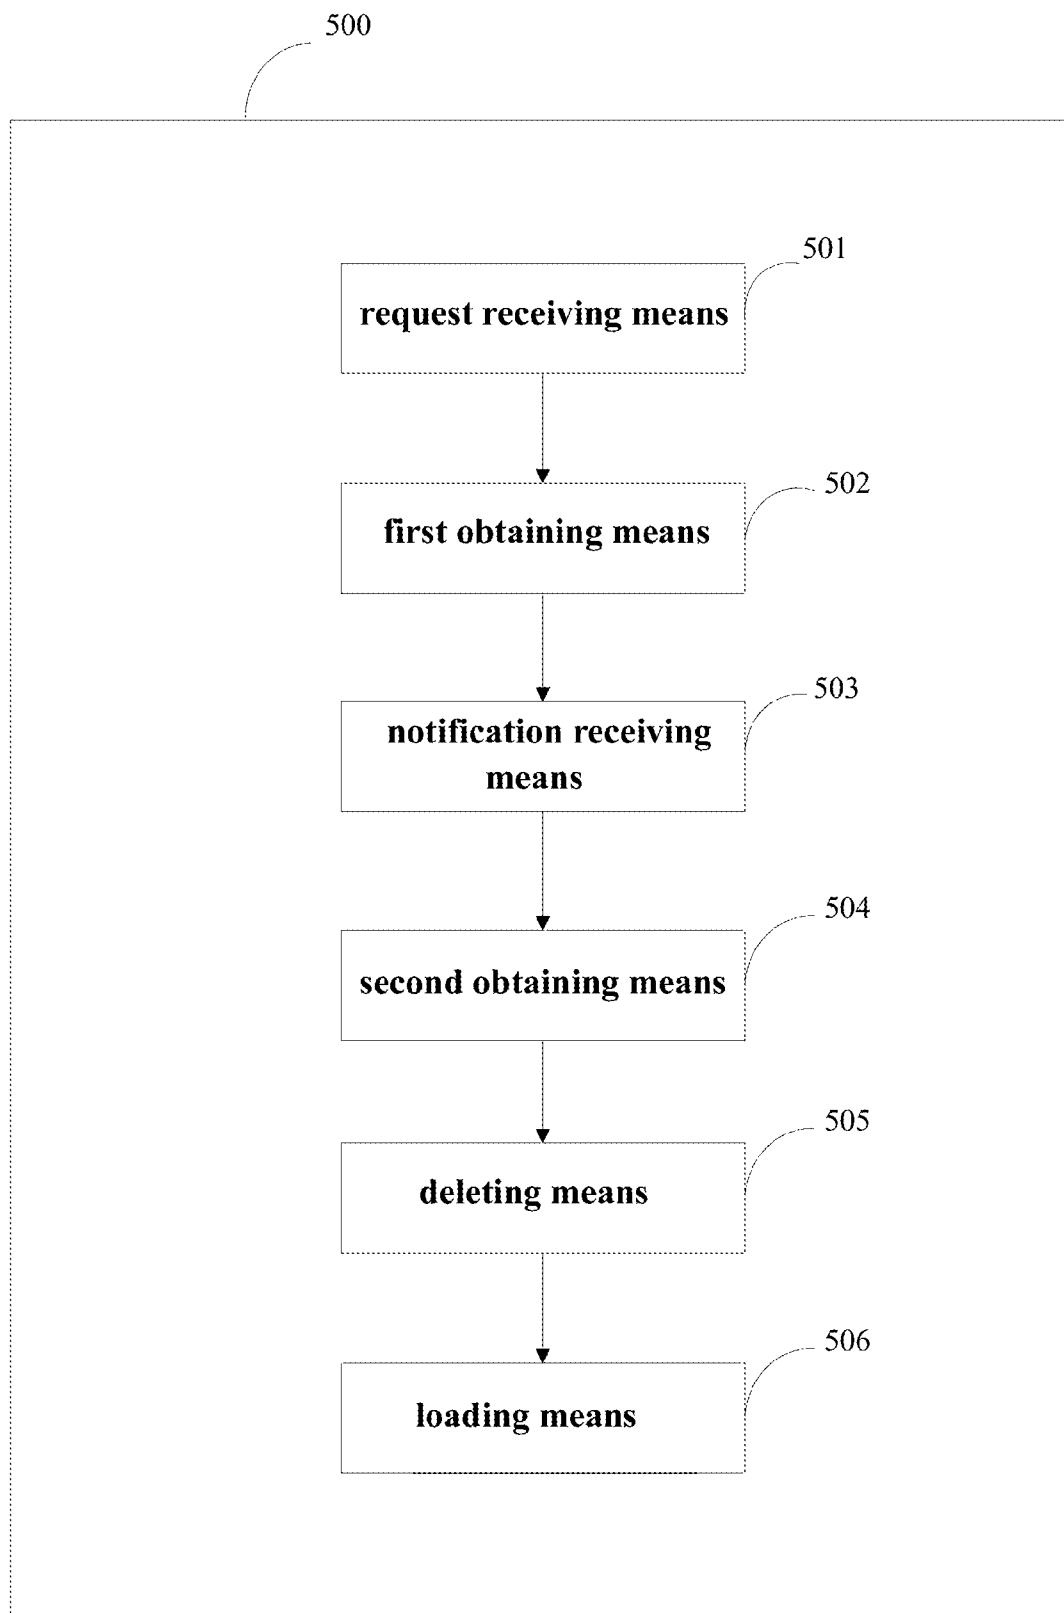 500
501
request receiving means
502
first obtaining means
503
notification receiving
means
504
second obtaining means
505
deleting means
506
loading means